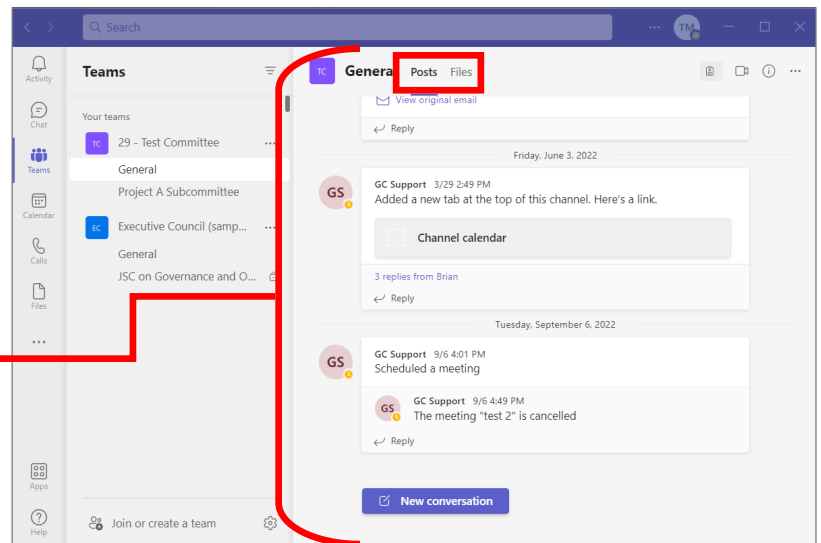 Search
TM
Activity
Chat
Teams
Calendar
Calls
Files
Apps
Help
Teams
Your teams
TC
29 - Test Committee
General
Project A Subcommittee
EC
Executive Council (samp...
General
JSC on Governance and O...
Join or create a team
TC
General
Posts
Files
View original email
Reply
Friday, June 3, 2022
GS
GC Support 3/29 2:49 PM
Added a new tab at the top of this channel. Here's a link.
Channel calendar
3 replies from Brian
Reply
Tuesday, September 6, 2022
GS
GC Support 9/6 4:01 PM
Scheduled a meeting
GS
GC Support 9/6 4:49 PM
The meeting "test 2" is cancelled
Reply
New conversation